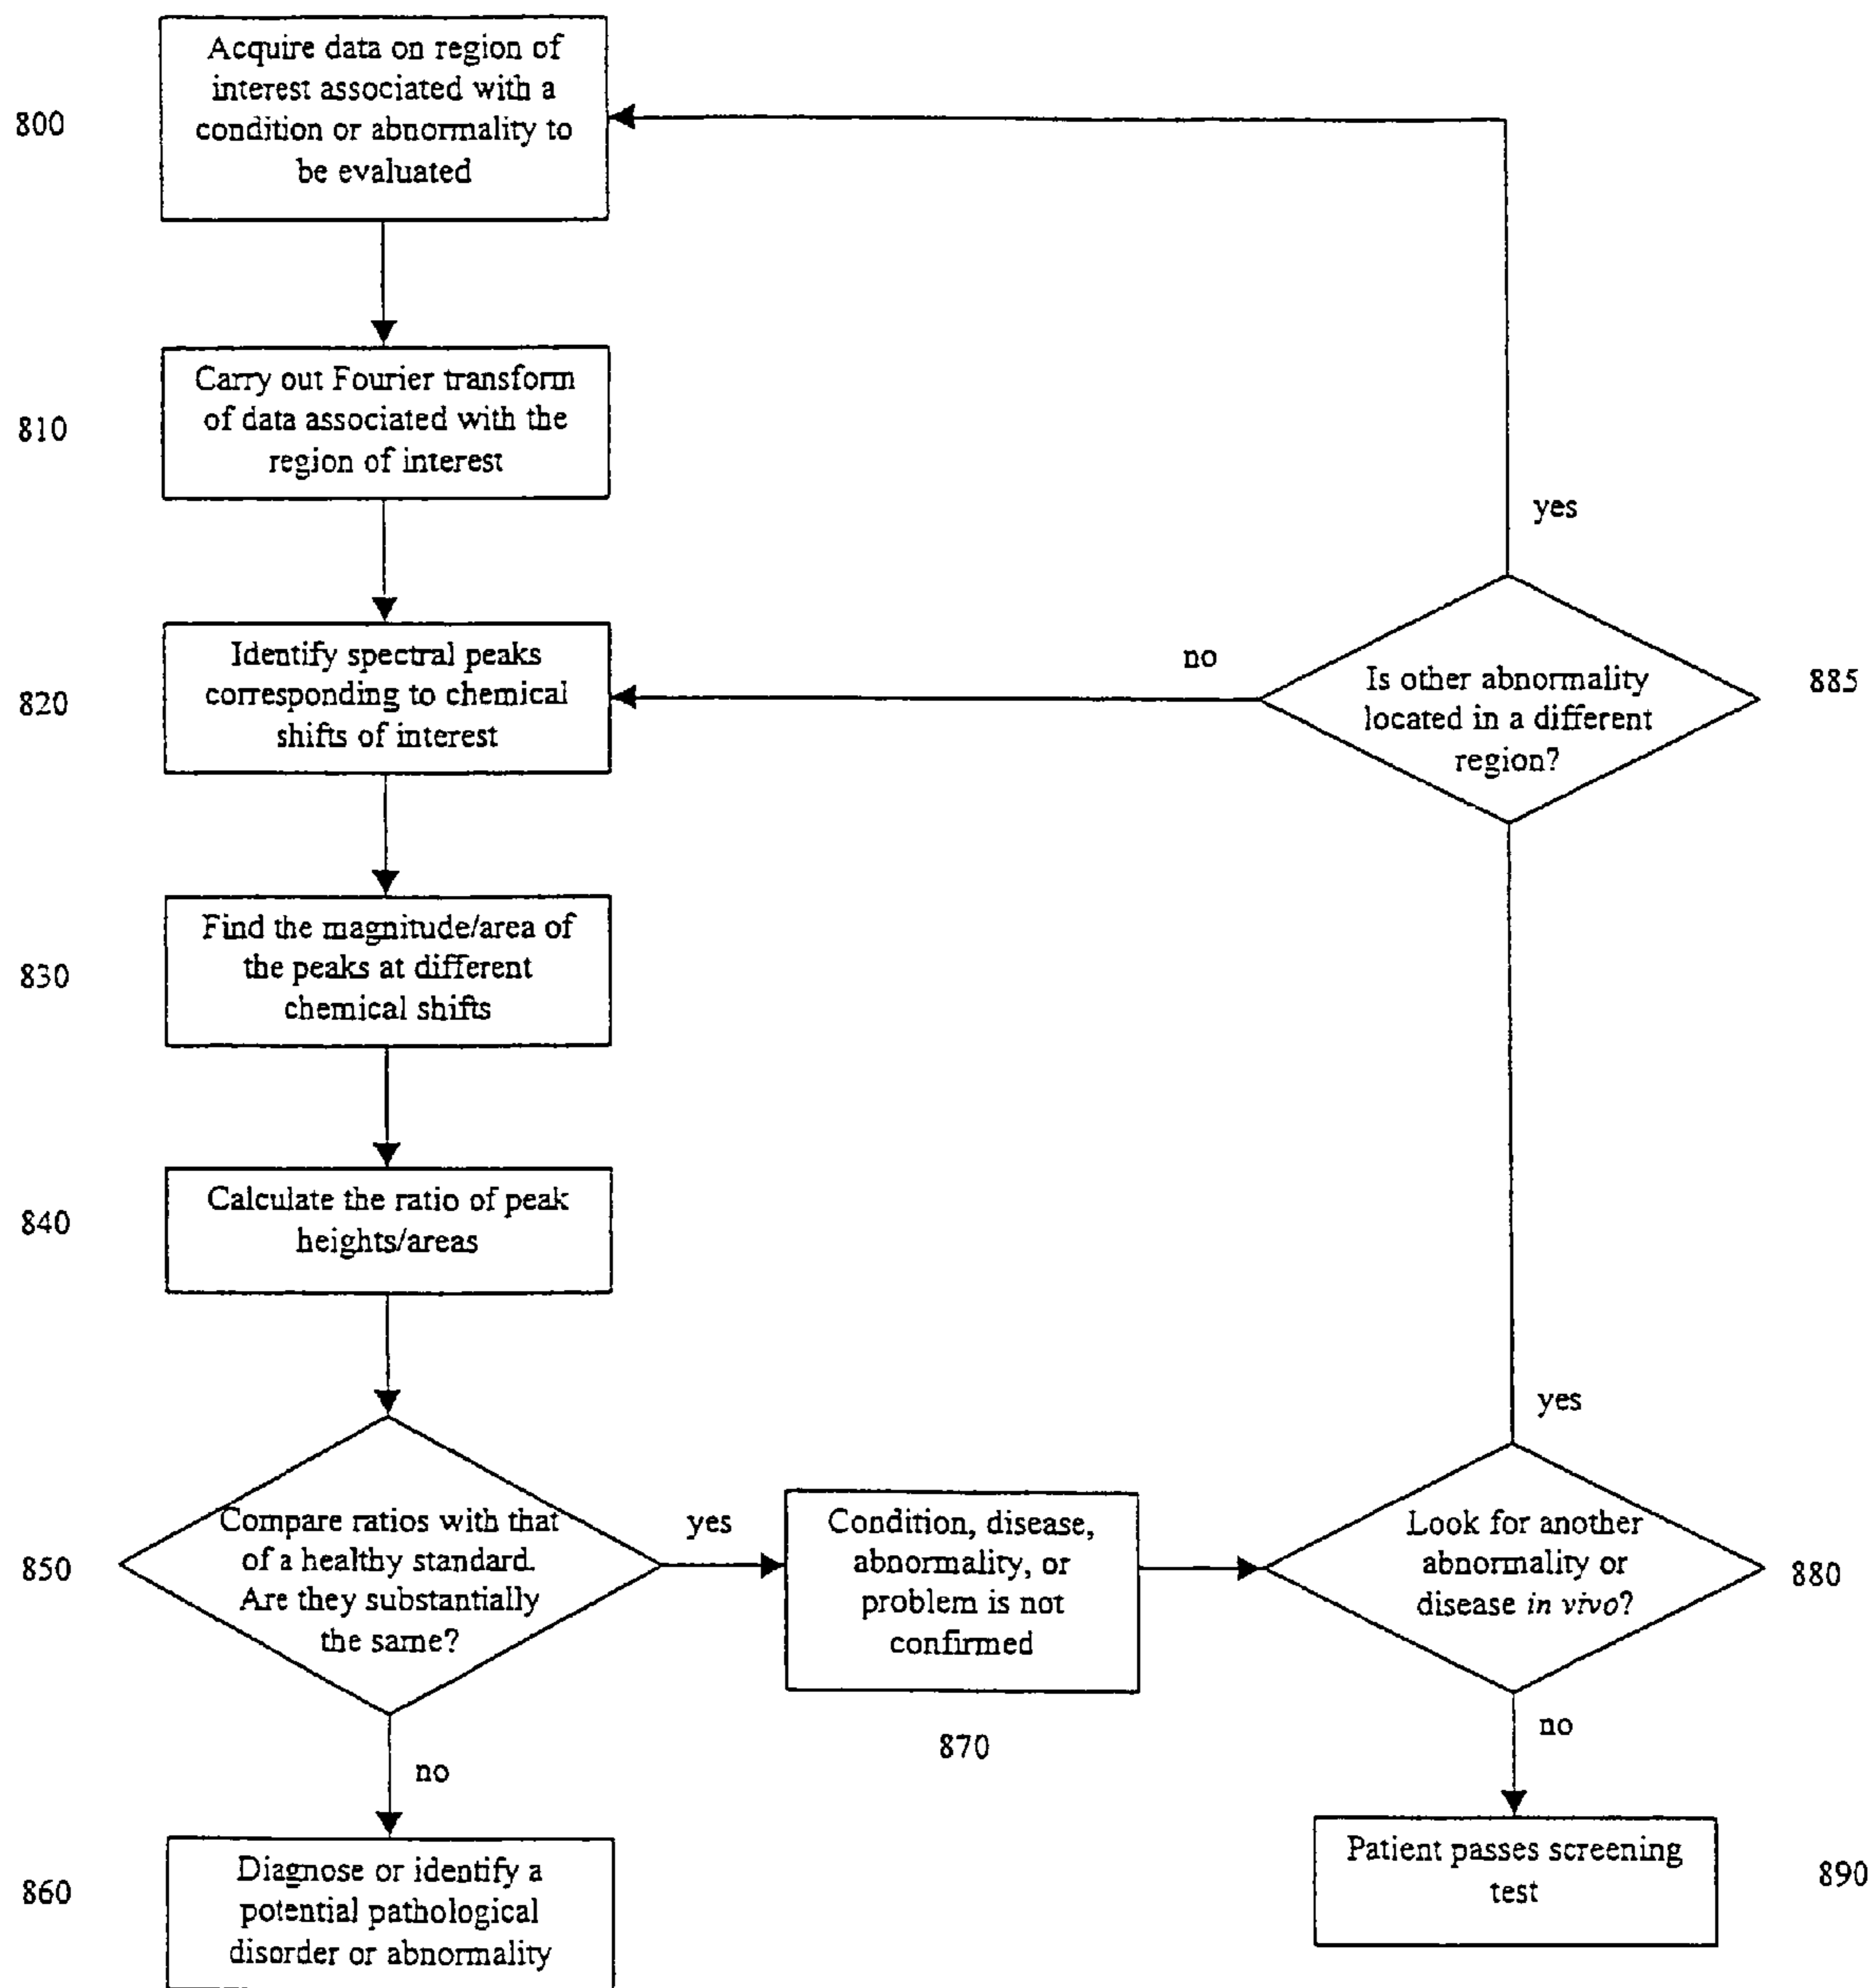 800
Acquire data on region of
interest associated with a
condition or abnormality to
be evaluated
810
Carry out Fourier transform
of data associated with the
region of interest
yes
820
Identify spectral peaks
corresponding to chemical
shifts of interest
no
Is other abnormality
located in a different
region?
885
830
Find the magnitude/area of
the peaks at different
chemical shifts
840
Calculate the ratio of peak
heights/areas
850
Compare ratios with that
of a healthy standard.
Are they substantially
the same?
yes
Condition, disease,
abnormality, or
problem is not
confirmed
870
yes
Look for another
abnormality or
disease in vivo?
880
no
no
860
Diagnose or identify a
potential pathological
disorder or abnormality
Patient passes screening
test
890